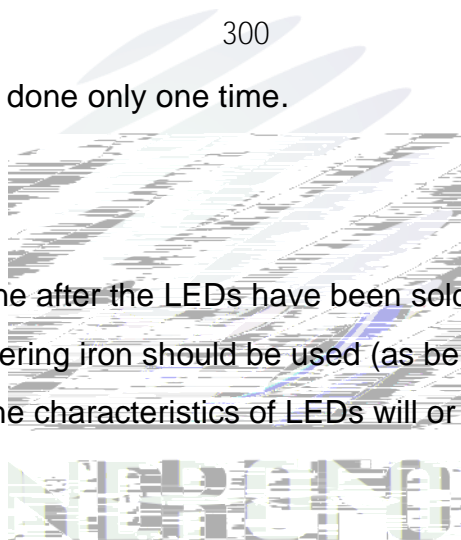 300
done only one time.
ne after the LEDs have been sold
ering iron should be used (as be
ne characteristics of LEDs will or